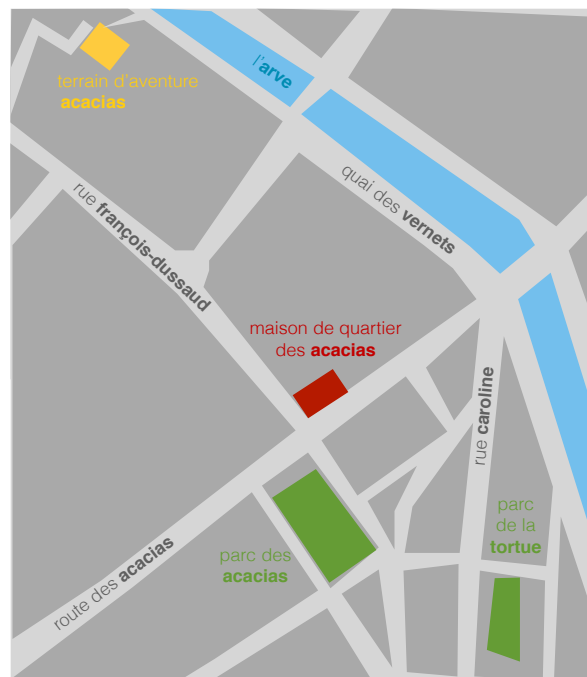 terrain d'aventure
acacias
l'arve
quai des vernets
rue françois-dussaud
maison de quartier
des acacias
rue caroline
parc
de la
tortue
parc des
acacias
route des acacias